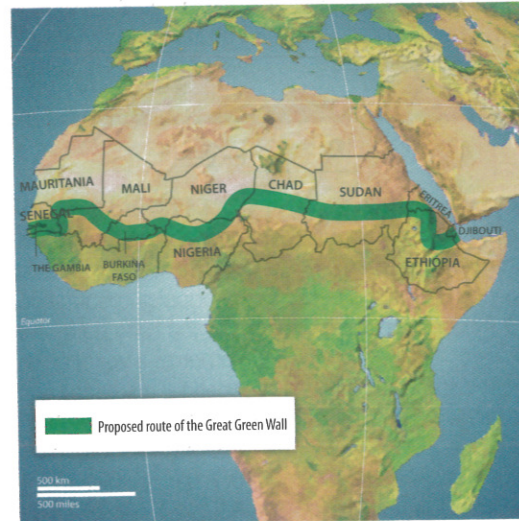 MAURITANIA
MALI
NIGER
CHAD
SUDAN
ERITREA
SENEGAL
DJIBOUTI
THE GAMBIA
BURKINA
FASO
NIGERIA
ETHIOPIA
Equator
Proposed route of the Great Green Wall
500 km
500 miles